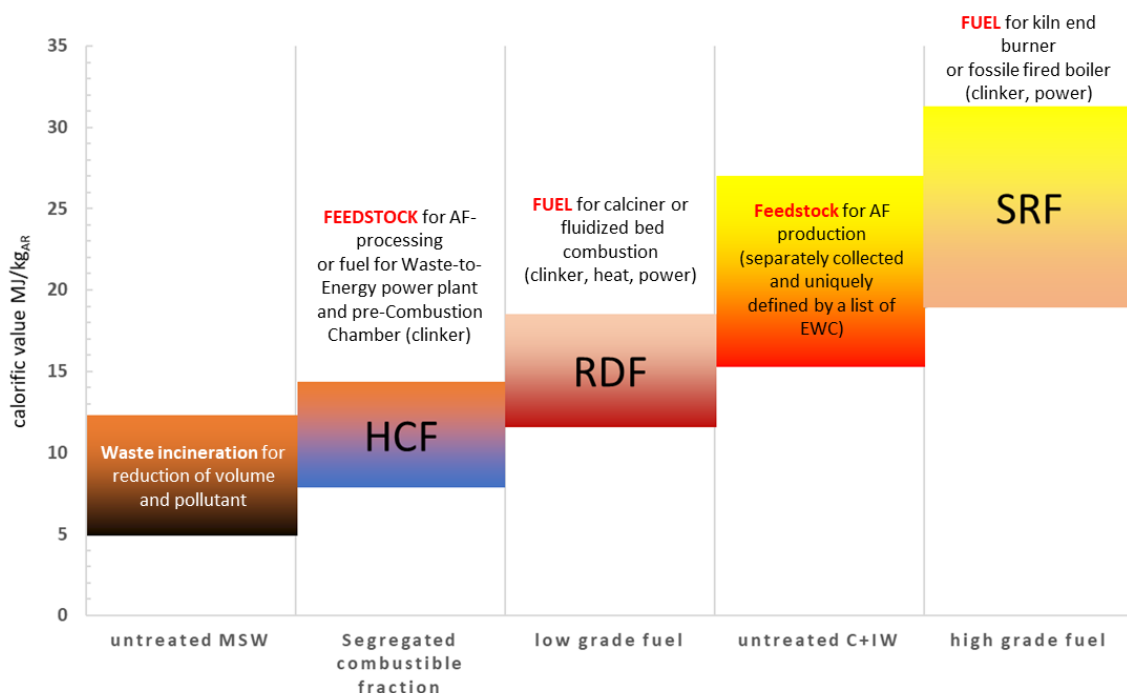 calorific value MJ/kgAR
35
30
25
20
15
10
5
0
Waste incineration for
reduction of volume
and pollutant
untreated MSW
FEEDSTOCK for AF-
processing
or fuel for Waste-to-
Energy power plant
and pre-Combustion
Chamber (clinker)
HCF
Segregated
combustible
fraction
FUEL for calciner or
fluidized bed
combustion
(clinker, heat, power)
RDF
low grade fuel
Feedstock for AF
production
(separately collected
and uniquely
defined by a list of
EWC)
untreated C+IW
FUEL for kiln end
burner
or fossile fired boiler
(clinker, power)
SRF
high grade fuel